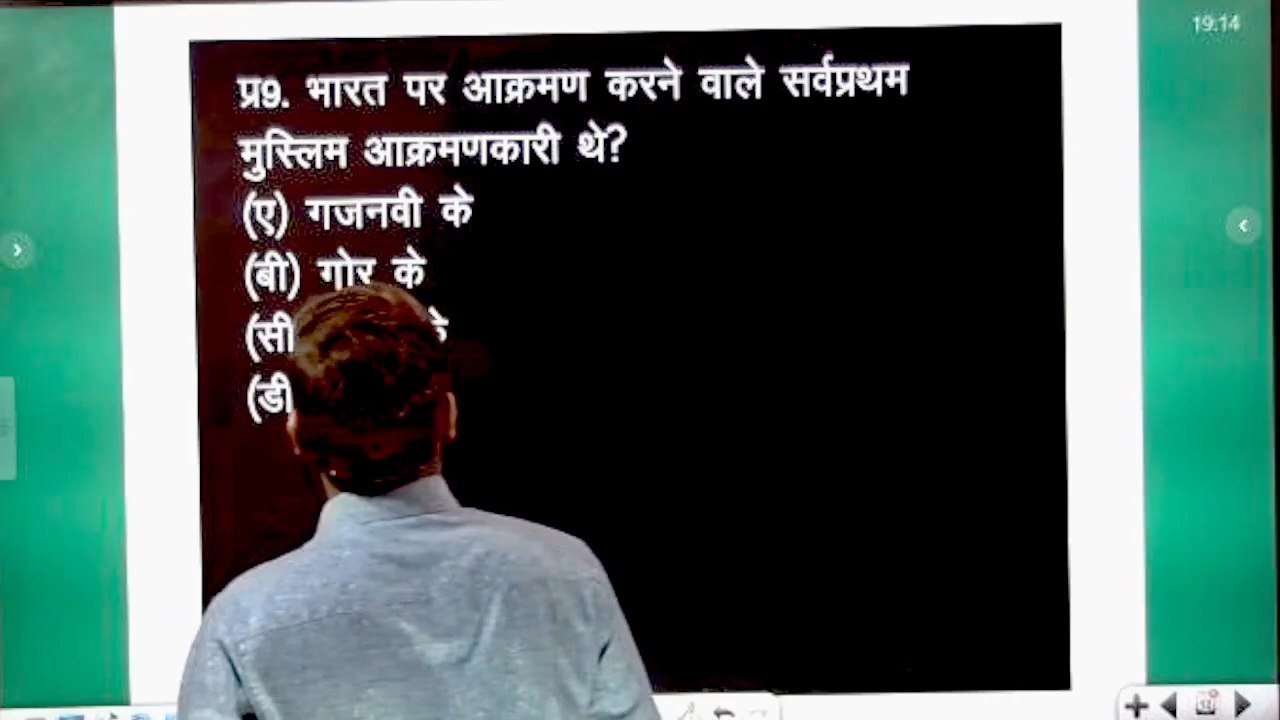 19:14
प्र9. भारत पर आक्रमण करने वाले सर्वप्रथम
मुस्लिम आक्रमणकारी थे?
(ए) गजनवी के
(बी) गोर के
(सी
(डी